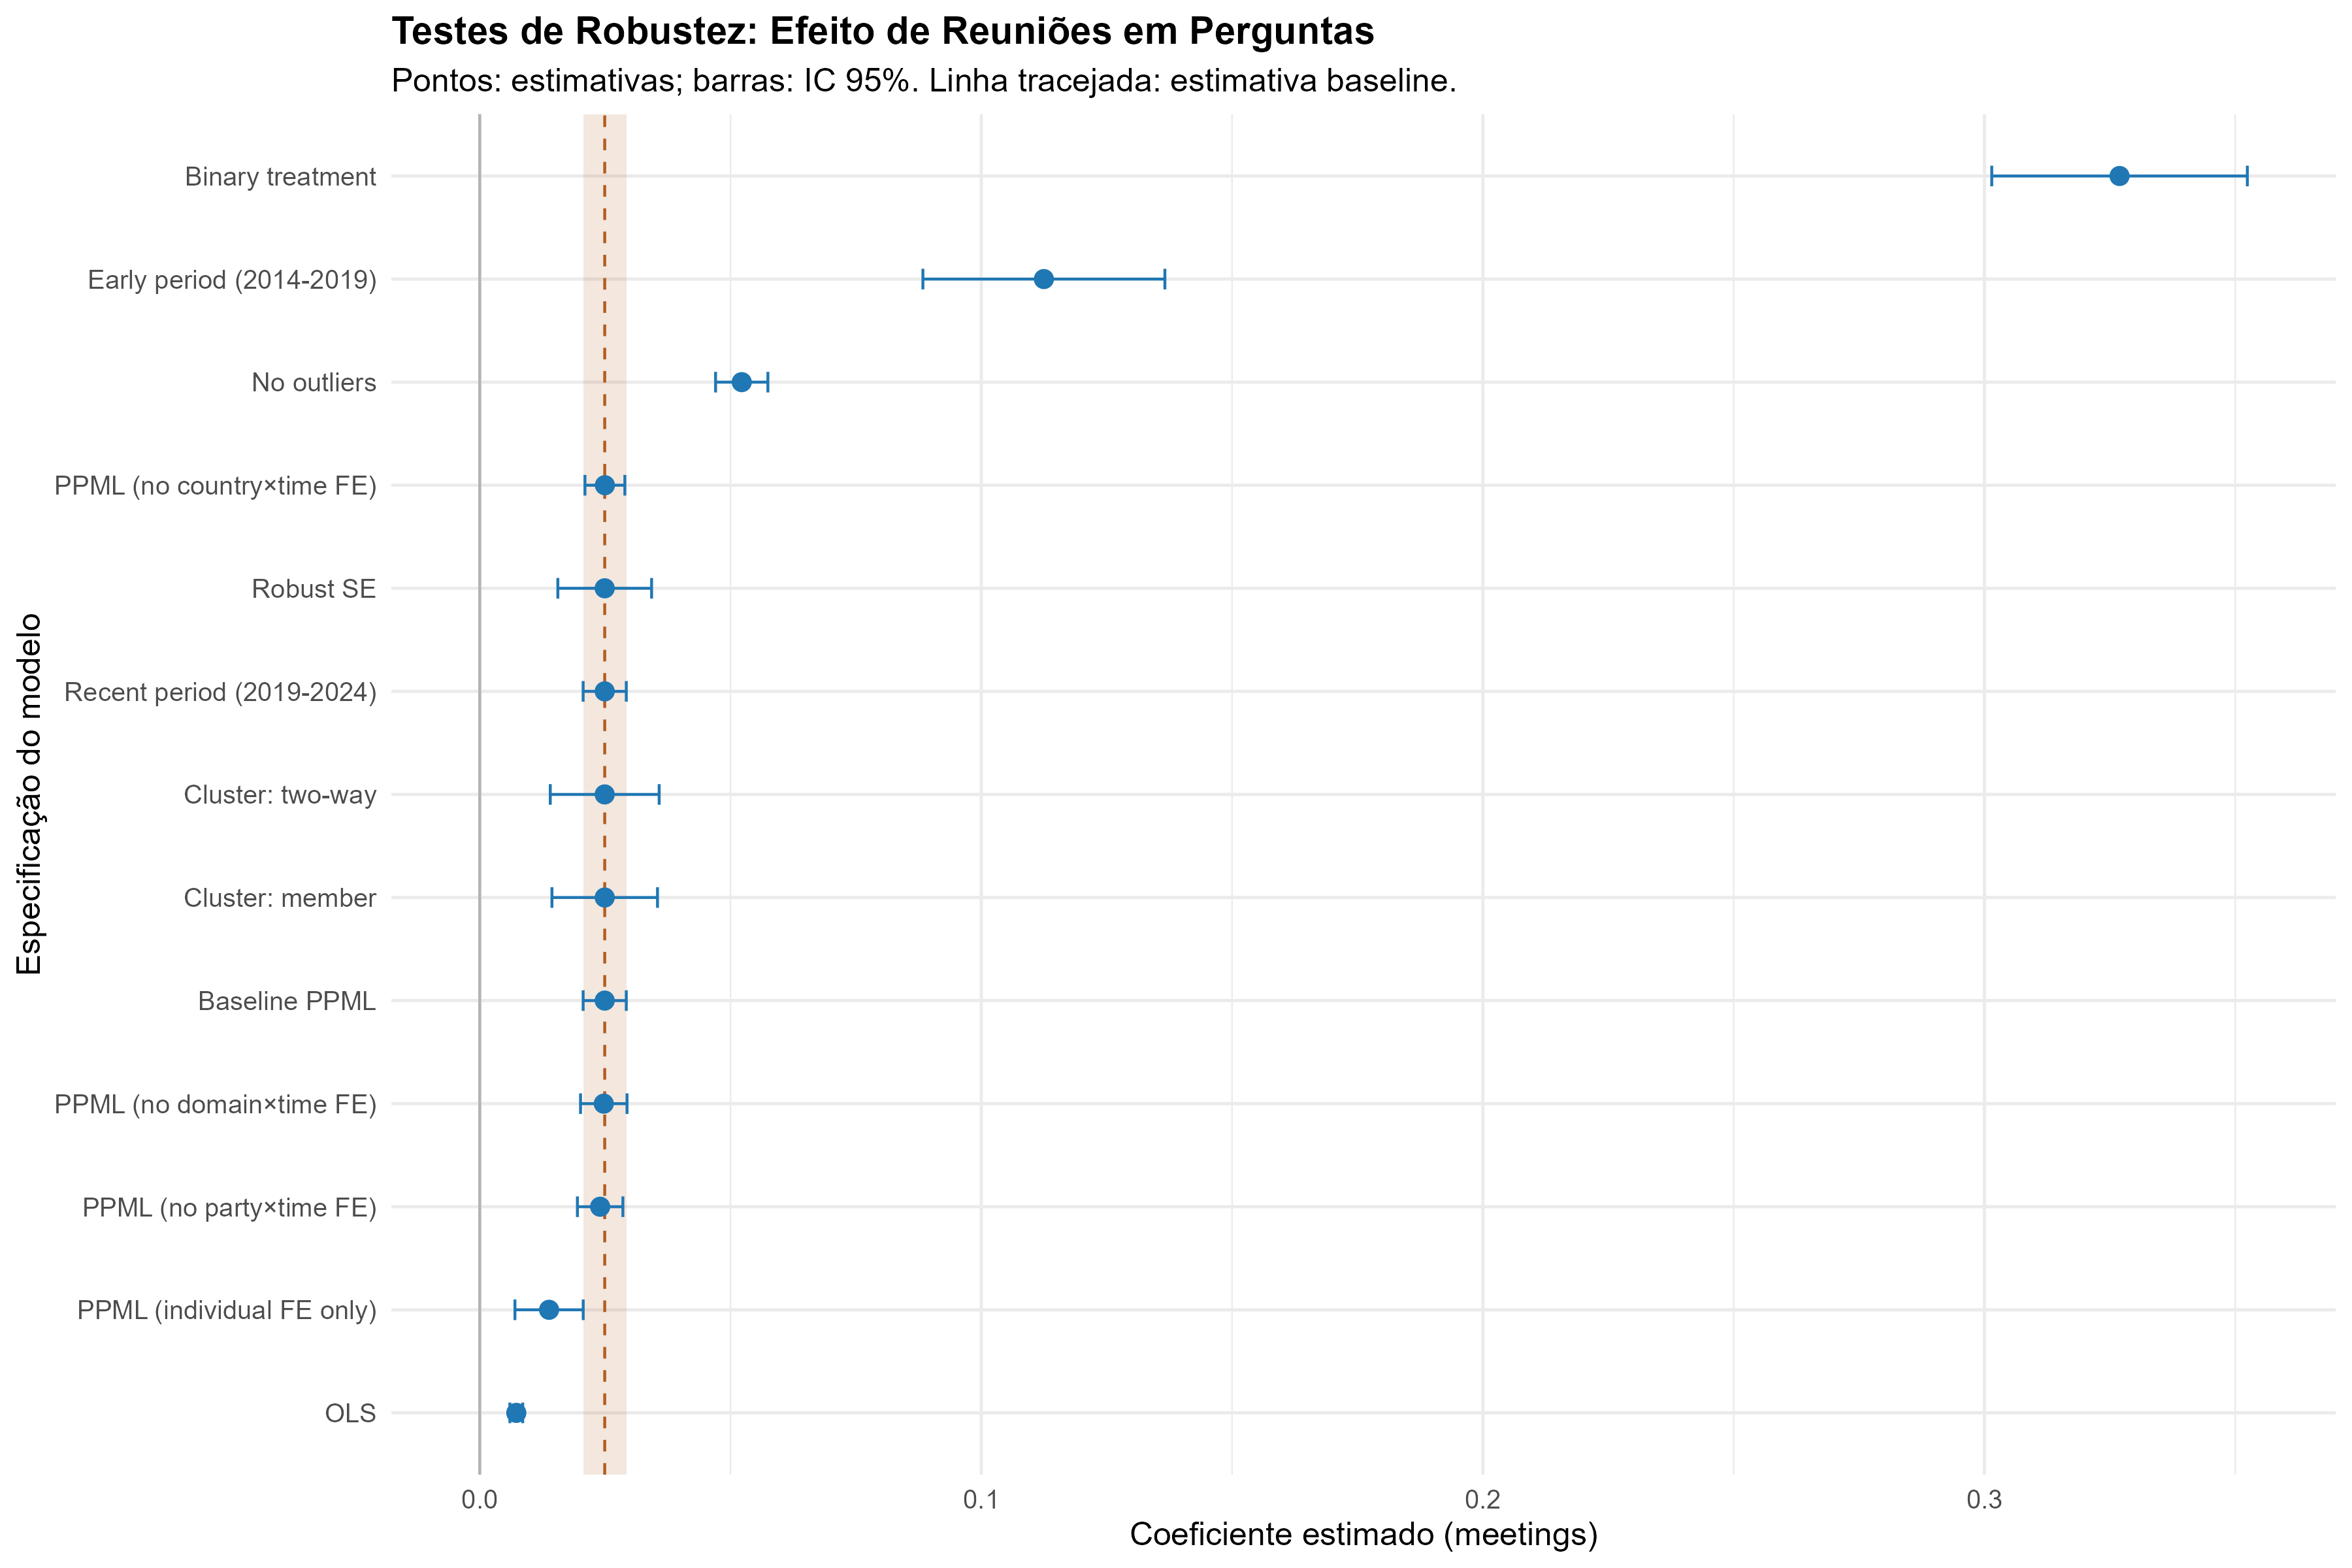 Testes de Robustez: Efeito de Reuniões em Perguntas
Pontos: estimativas; barras: IC 95%. Linha tracejada: estimativa baseline.
Especificação do modelo
Binary treatment
Early period (2014-2019)
No outliers
PPML (no country×time FE)
Robust SE
Recent period (2019-2024)
Cluster: two-way
Cluster: member
Baseline PPML
PPML (no domain×time FE)
PPML (no party×time FE)
PPML (individual FE only)
OLS
0.0 0.1 0.2 0.3
Coeficiente estimado (meetings)